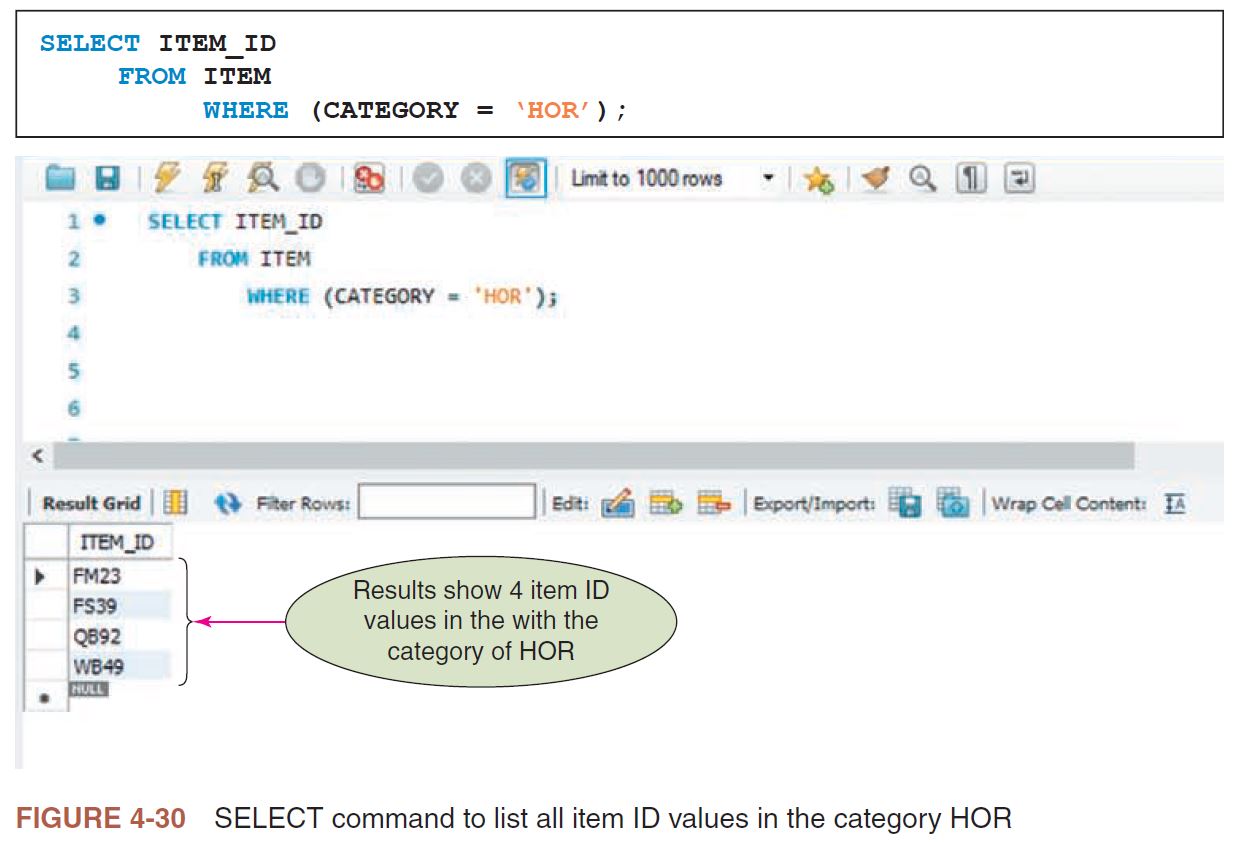 SELECT ITEM_ID
FROM ITEM
WHERE (CATEGORY = ‘HOR’);
Limit to 1000 rows
1 SELECT ITEM_ID
2 FROM ITEM
3 WHERE (CATEGORY = 'HOR');
4
5
6
Result Grid Filter Rows: Edit: Export/Import: Wrap Cell Content: IA
ITEM_ID
FM23
FS39
QB92
WB49
NULL
Results show 4 item ID
values in the with the
category of HOR
FIGURE 4-30 SELECT command to list all item ID values in the category HOR